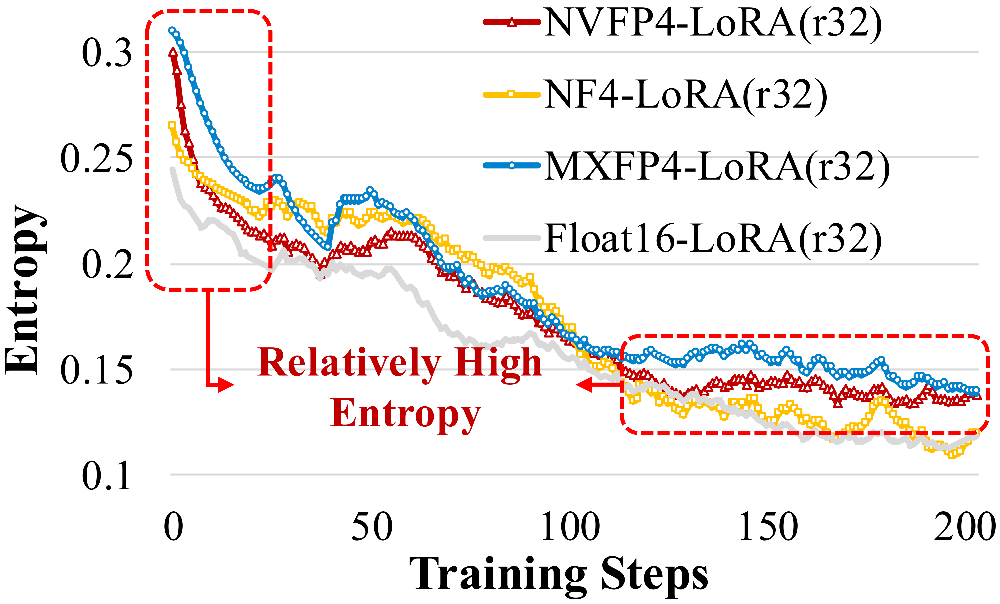 NVFP4-LoRA(r32)
NF4-LoRA(r32)
MXFP4-LoRA(r32)
Float16-LoRA(r32)
0.3
0.25
0.2
0.15
0.1
Entropy
Relatively High
Entropy
0 50 100 150 200
Training Steps